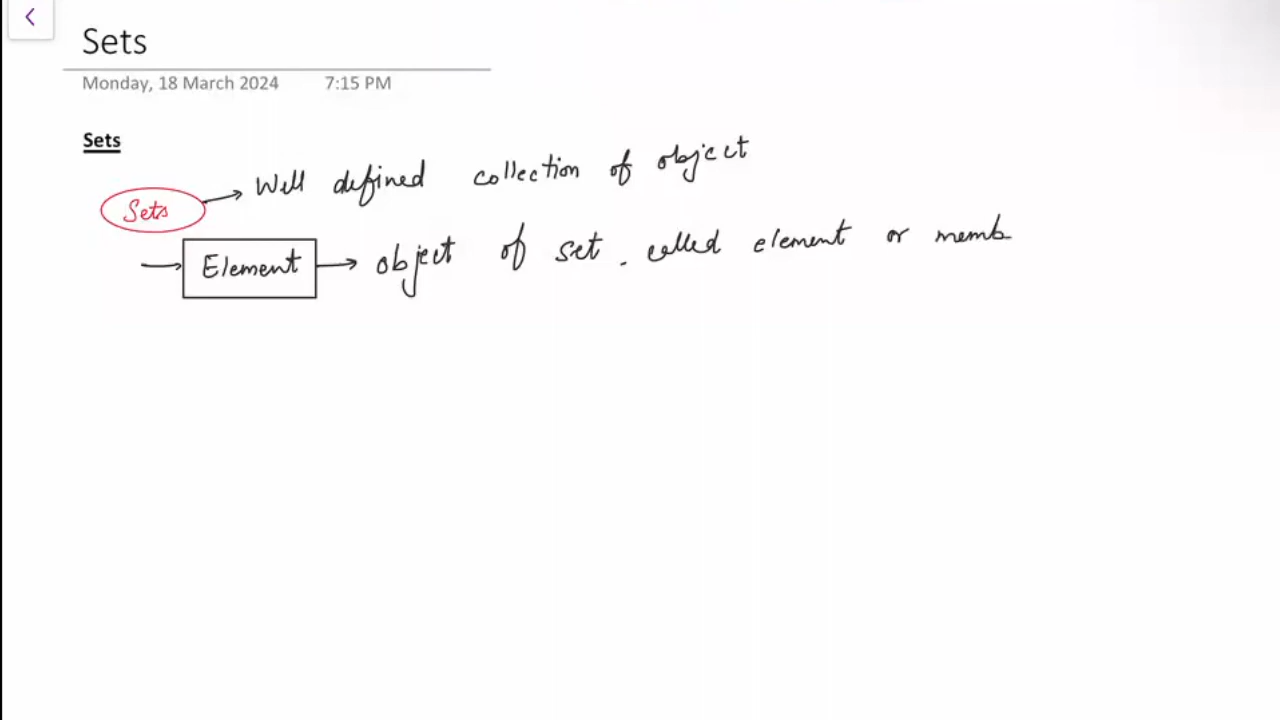 Sets
Monday, 18 March 2024 7:15 PM
Sets
Sets → Well defined collection of object
→ Element → object of set. called element or memb